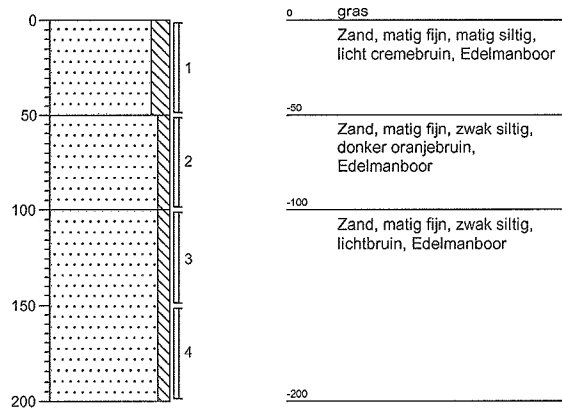 0
50
100
150
200
1
2
3
4
0 gras
Zand, matig fijn, matig siltig,
licht cremebruin, Edelmanboor
-50
Zand, matig fijn, zwak siltig,
donker oranjebruin,
Edelmanboor
-100
Zand, matig fijn, zwak siltig,
lichtbruin, Edelmanboor
-200